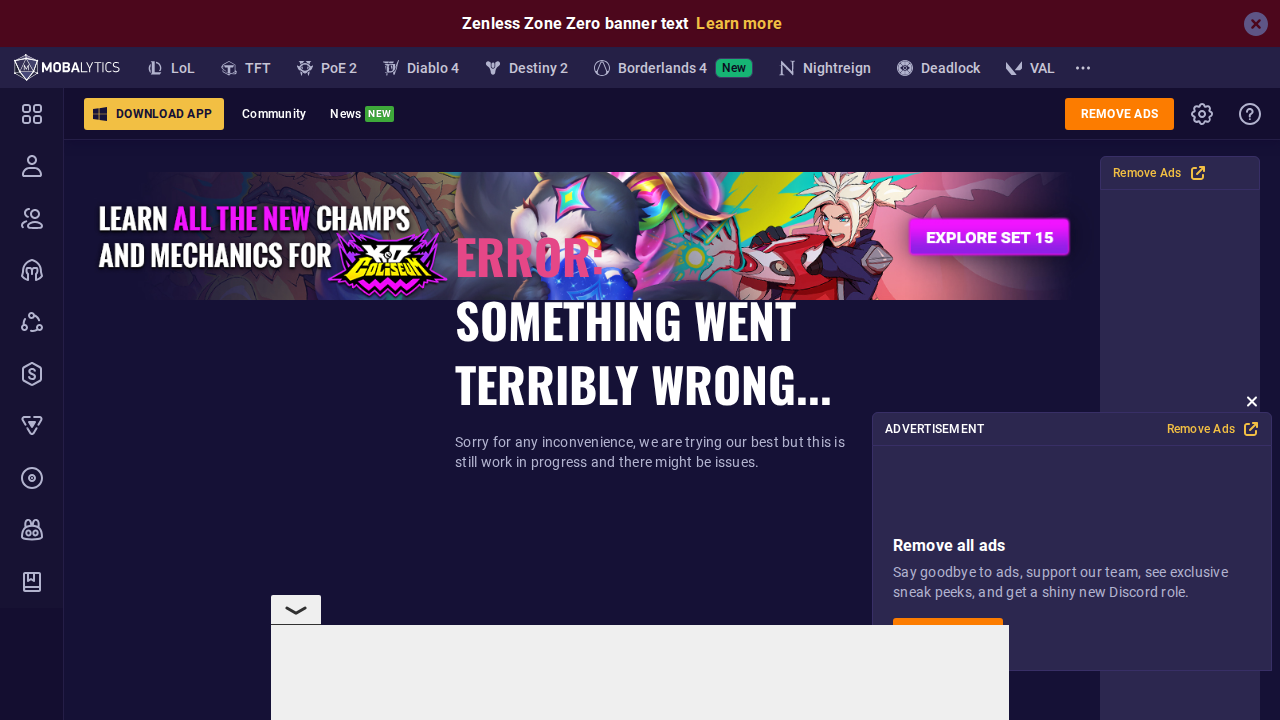 Zenless Zone Zero banner text Learn more
MOBALYTICS
LoL
TFT
PoE 2
Diablo 4
Destiny 2
Borderlands 4 New
Nightreign
Deadlock
VAL
DOWNLOAD APP
Community
News NEW
REMOVE ADS
Remove Ads
LEARN ALL THE NEW CHAMPS
AND MECHANICS FOR
COLISEUM
EXPLORE SET 15
ERROR:
SOMETHING WENT
TERRIBLY WRONG...
Sorry for any inconvenience, we are trying our best but this is
still work in progress and there might be issues.
ADVERTISEMENT
Remove Ads
Remove all ads
Say goodbye to ads, support our team, see exclusive
sneak peeks, and get a shiny new Discord role.